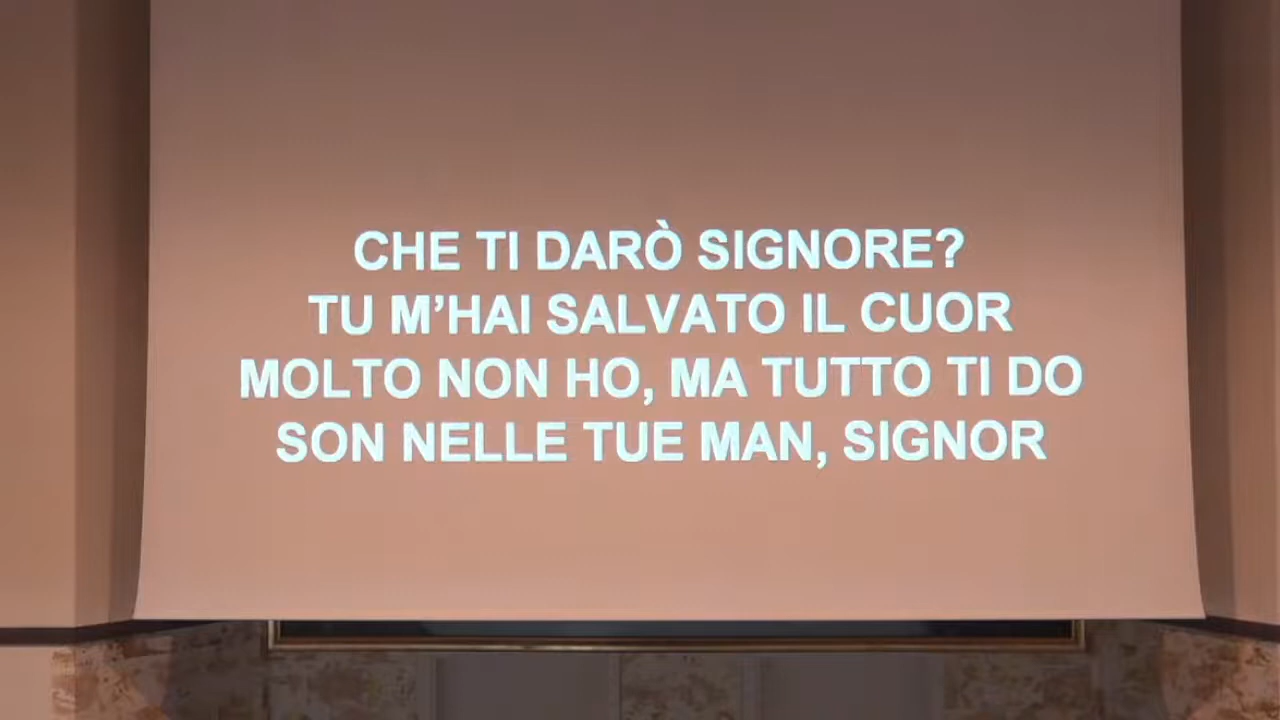 CHE TI DARÒ SIGNORE?
TU M’HAI SALVATO IL CUOR
MOLTO NON HO, MA TUTTO TI DO
SON NELLE TUE MAN, SIGNOR